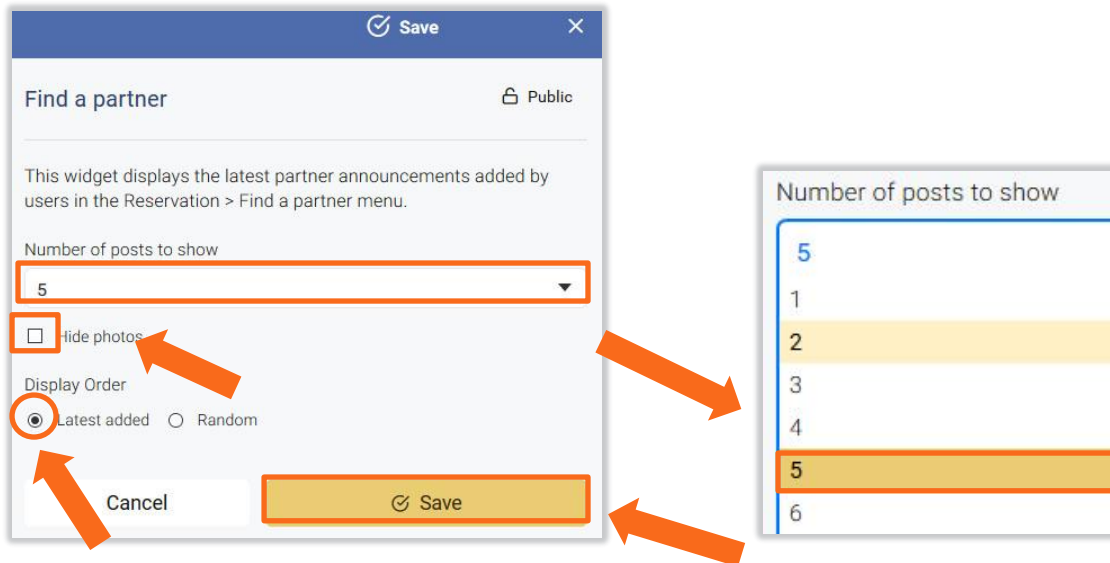 Save
Find a partner
Public
This widget displays the latest partner announcements added by
users in the Reservation > Find a partner menu.
Number of posts to show
5
Hide photos
Display Order
Latest added
Random
Cancel
Save
Number of posts to show
5
1
2
3
4
5
6